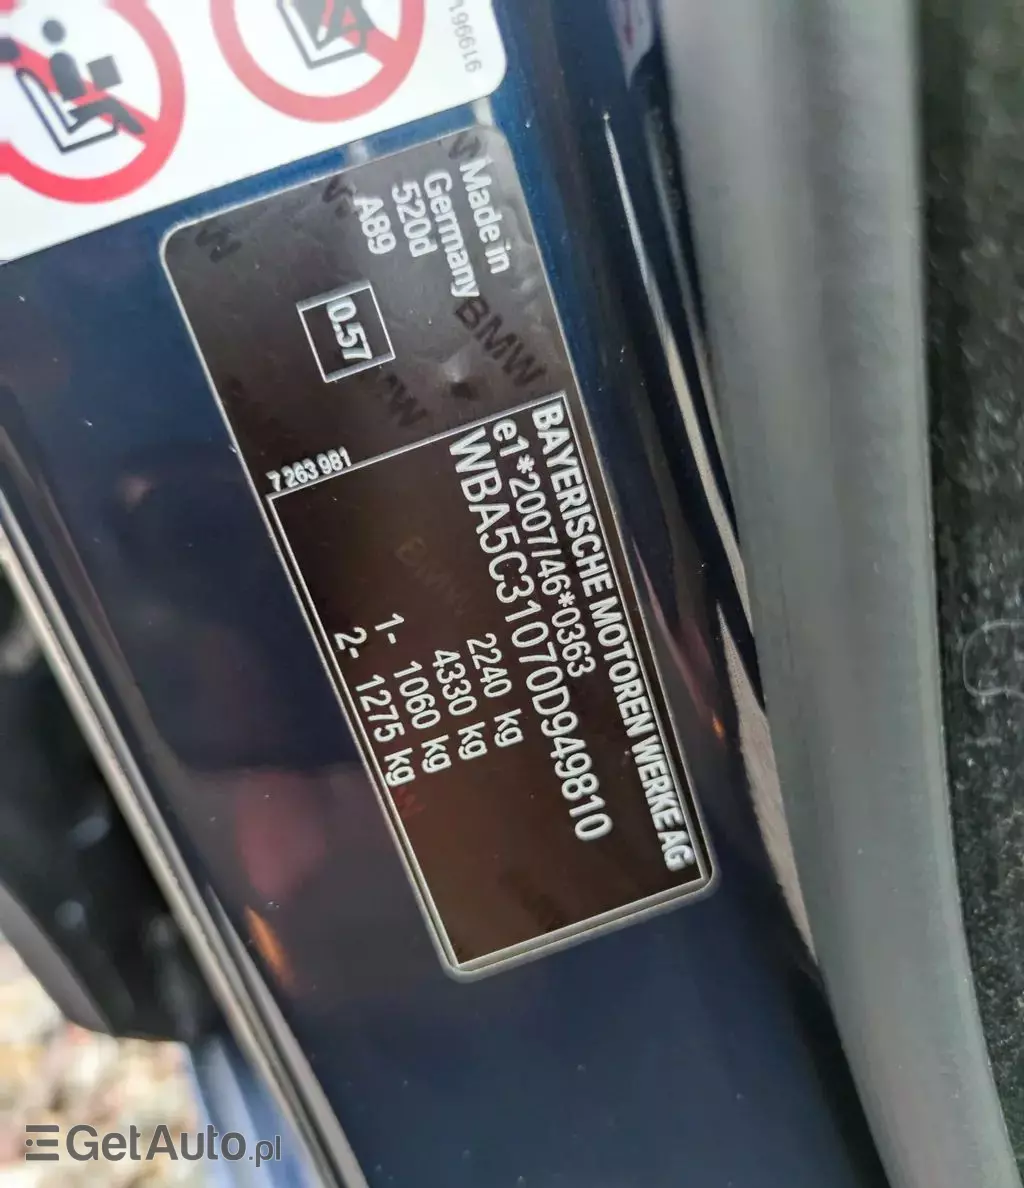 196616
Made in
Germany
520d
A89
0.57
7 263 981
BAYERISCHE MOTOREN WERKE AG
e1*2007/46*0363
WBA5C31070D949810
2240 kg
4330 kg
1- 1060 kg
2- 1275 kg
BMW
GetAuto.pl